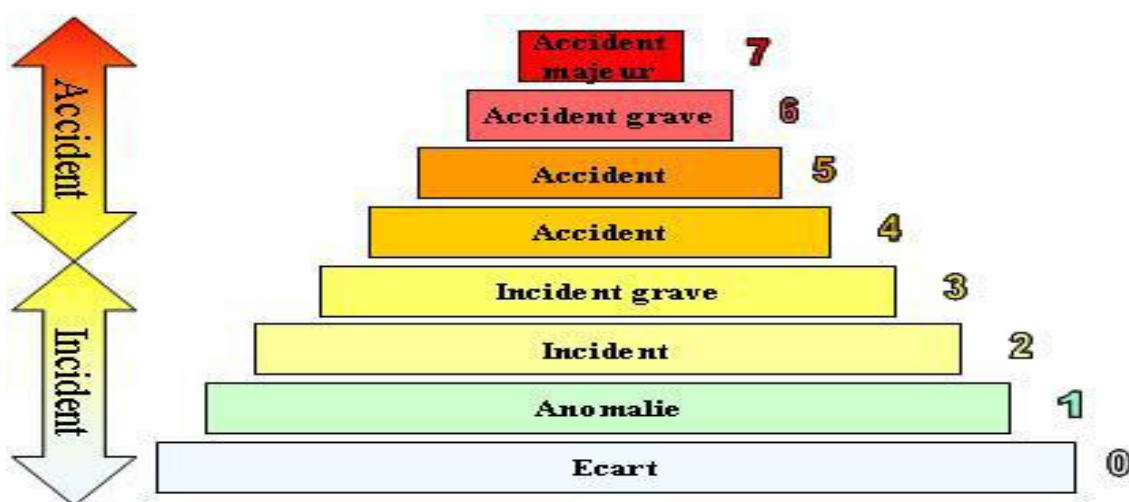 Accident
majeur
7
Accident grave
6
Accident
5
Accident
4
Incident grave
3
Incident
2
Anomalie
1
Ecart
0
Accident
Incident